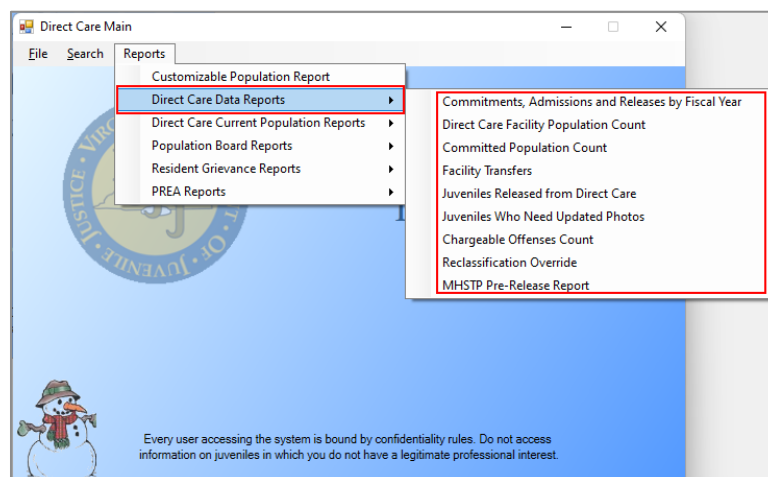 Direct Care Main
File Search Reports
Customizable Population Report
Direct Care Data Reports
Direct Care Current Population Reports
Population Board Reports
Resident Grievance Reports
PREA Reports
Commitments, Admissions and Releases by Fiscal Year
Direct Care Facility Population Count
Committed Population Count
Facility Transfers
Juveniles Released from Direct Care
Juveniles Who Need Updated Photos
Chargeable Offenses Count
Reclassification Override
MHSTP Pre-Release Report
OF JUVENILE JUSTICE
Every user accessing the system is bound by confidentiality rules. Do not access
information on juveniles in which you do not have a legitimate professional interest.